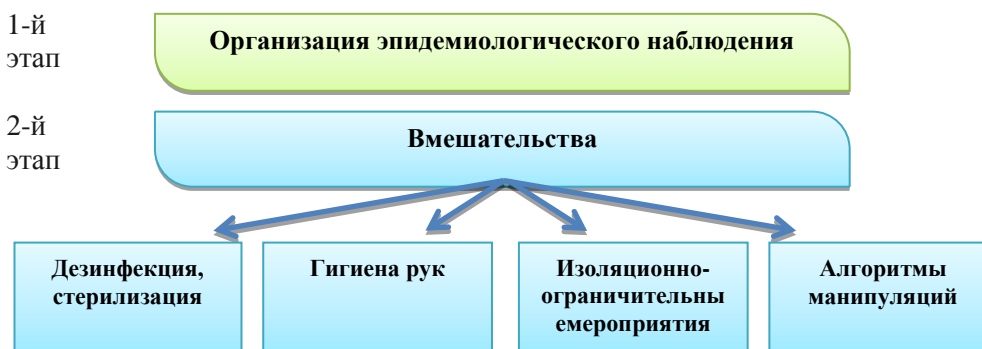 1-й
этап
Организация эпидемиологического наблюдения
2-й
этап
Вмешательства
Дезинфекция,
стерилизация
Гигиена рук
Изоляционно-
ограничительны
емероприятия
Алгоритмы
манипуляций